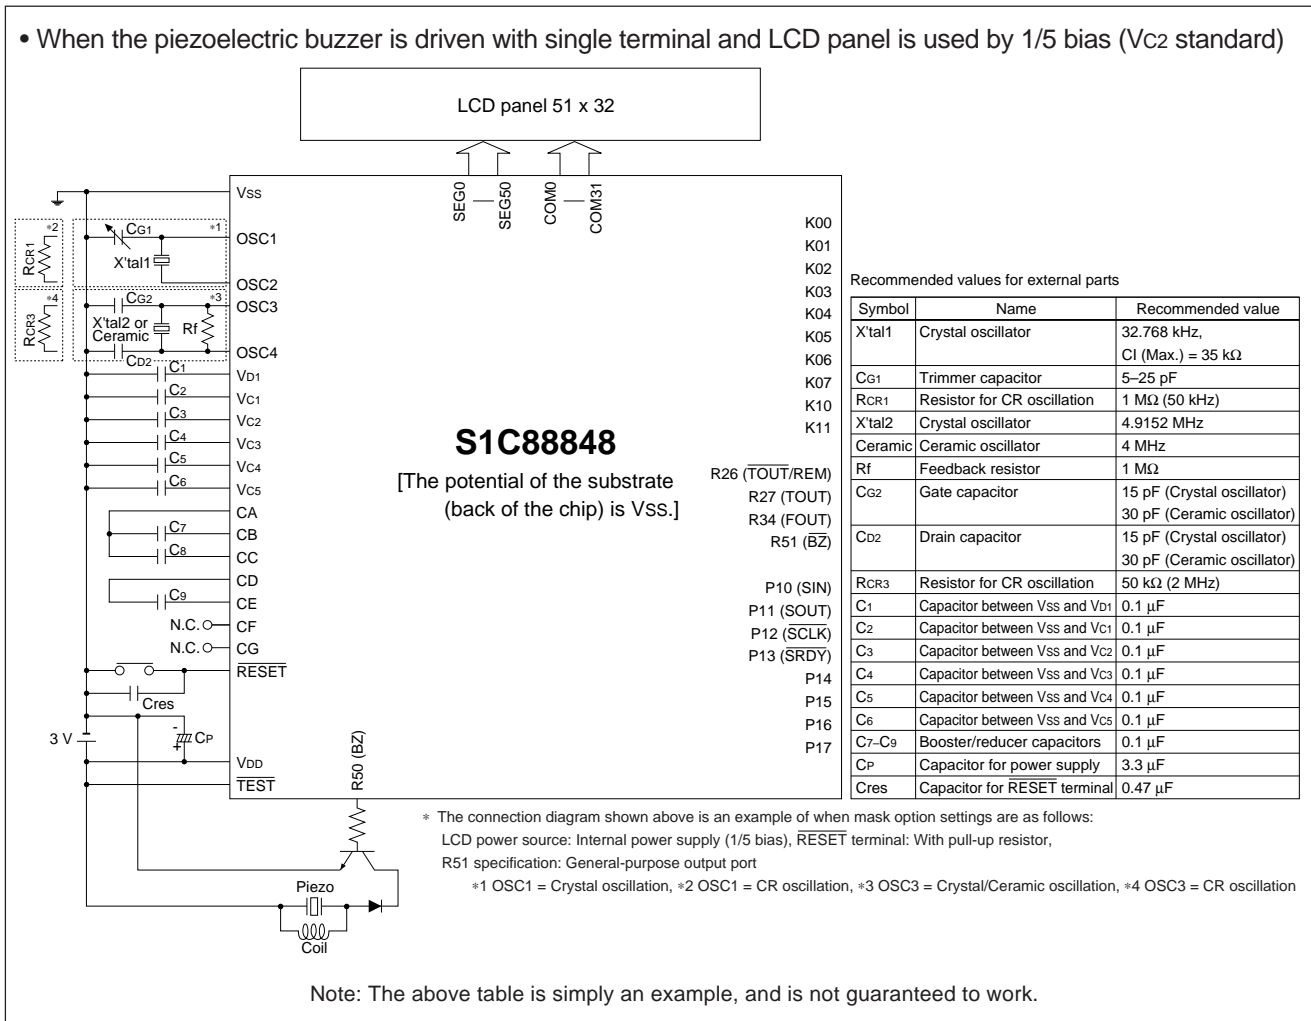 • When the piezoelectric buzzer is driven with single terminal and LCD panel is used by 1/5 bias (VC2 standard)
LCD panel 51 x 32
SEG0
SEG50
COM0
COM31
VSS
OSC1
OSC2
OSC3
OSC4
VD1
VC1
VC2
VC3
VC4
VC5
CA
CB
CC
CD
CE
CF
CG
RESET
VDD
TEST
*2
RCR1
*4
RCR3
CG1
*1
X'tal1
CG2
*3
X'tal2 or
Ceramic
Rf
CD2
C1
C2
C3
C4
C5
C6
C7
C8
C9
N.C.
N.C.
Cres
3 V
-
+
CP
S1C88848
[The potential of the substrate
(back of the chip) is VSS.]
K00
K01
K02
K03
K04
K05
K06
K07
K10
K11
R26 (TOUT/REM)
R27 (TOUT)
R34 (FOUT)
R51 (BZ)
P10 (SIN)
P11 (SOUT)
P12 (SCLK)
P13 (SRDY)
P14
P15
P16
P17
R50 (BZ)
Piezo
Coil
Recommended values for external parts
Symbol Name Recommended value
X'tal1 Crystal oscillator 32.768 kHz,
CI (Max.) = 35 kΩ
CG1 Trimmer capacitor 5–25 pF
RCR1 Resistor for CR oscillation 1 MΩ (50 kHz)
X'tal2 Crystal oscillator 4.9152 MHz
Ceramic Ceramic oscillator 4 MHz
Rf Feedback resistor 1 MΩ
CG2 Gate capacitor 15 pF (Crystal oscillator)
30 pF (Ceramic oscillator)
CD2 Drain capacitor 15 pF (Crystal oscillator)
30 pF (Ceramic oscillator)
RCR3 Resistor for CR oscillation 50 kΩ (2 MHz)
C1 Capacitor between VSS and VD1 0.1 μF
C2 Capacitor between VSS and VC1 0.1 μF
C3 Capacitor between VSS and VC2 0.1 μF
C4 Capacitor between VSS and VC3 0.1 μF
C5 Capacitor between VSS and VC4 0.1 μF
C6 Capacitor between VSS and VC5 0.1 μF
C7–C9 Booster/reducer capacitors 0.1 μF
CP Capacitor for power supply 3.3 μF
Cres Capacitor for RESET terminal 0.47 μF
* The connection diagram shown above is an example of when mask option settings are as follows:
LCD power source: Internal power supply (1/5 bias), RESET terminal: With pull-up resistor,
R51 specification: General-purpose output port
*1 OSC1 = Crystal oscillation, *2 OSC1 = CR oscillation, *3 OSC3 = Crystal/Ceramic oscillation, *4 OSC3 = CR oscillation
Note: The above table is simply an example, and is not guaranteed to work.